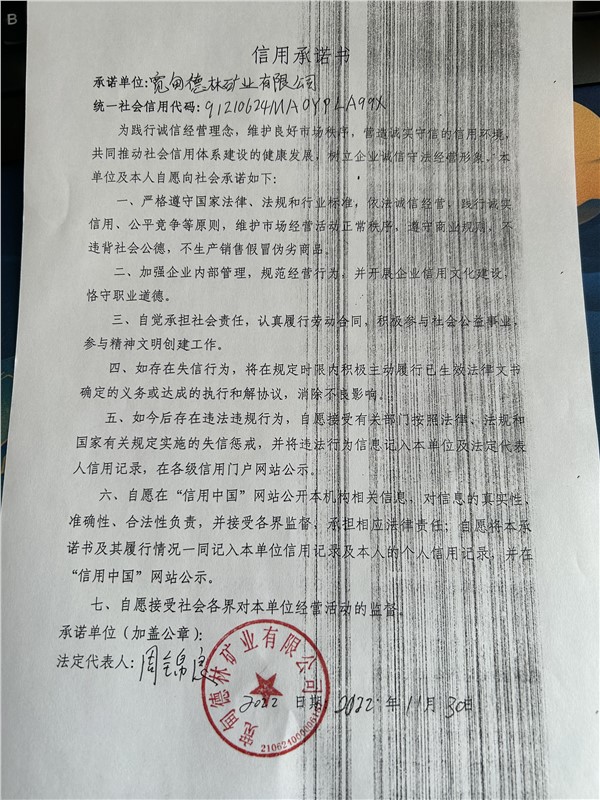 信用承诺书
承诺单位:宽甸德林矿业有限公司
统一社会信用代码:91210624MA0YPLA99X
为践行诚信经营理念，维护良好市场秩序，营造诚实守信的信用环境，
共同推动社会信用体系建设的健康发展，树立企业诚信守法经营形象，本
单位及本人自愿向社会承诺如下：
一、严格遵守国家法律、法规和行业标准，依法诚信经营，践行诚实
信用、公平竞争等原则，维护市场经营活动正常秩序，遵守商业规则，不
违背社会公德，不生产销售假冒伪劣商品。
二、加强企业内部管理，规范经营行为，并开展企业信用文化建设，
恪守职业道德。
三、自觉承担社会责任，认真履行劳动合同，积极参与社会公益事业，
参与精神文明创建工作。
四、如存在失信行为，将在规定时限内积极主动履行已生效法律文书
确定的义务或达成的执行和解协议，消除不良影响。
五、如今后存在违法违规行为，自愿接受有关部门按照法律、法规和
国家有关规定实施的失信惩戒，并将违法行为信息记入本单位及法定代表
人信用记录，在各级信用门户网站公示。
六、自愿在“信用中国”网站公开本机构相关信息，对信息的真实性、
准确性、合法性负责，并接受各界监督，承担相应法律责任；自愿将本承
诺书及其履行情况一同记入本单位信用记录及本人的个人信用记录，并在
“信用中国”网站公示。
七、自愿接受社会各界对本单位经营活动的监督。
承诺单位（加盖公章）：
法定代表人：周锦
宽甸德林矿业有限公司
2022 日期：2022年11月30日
B